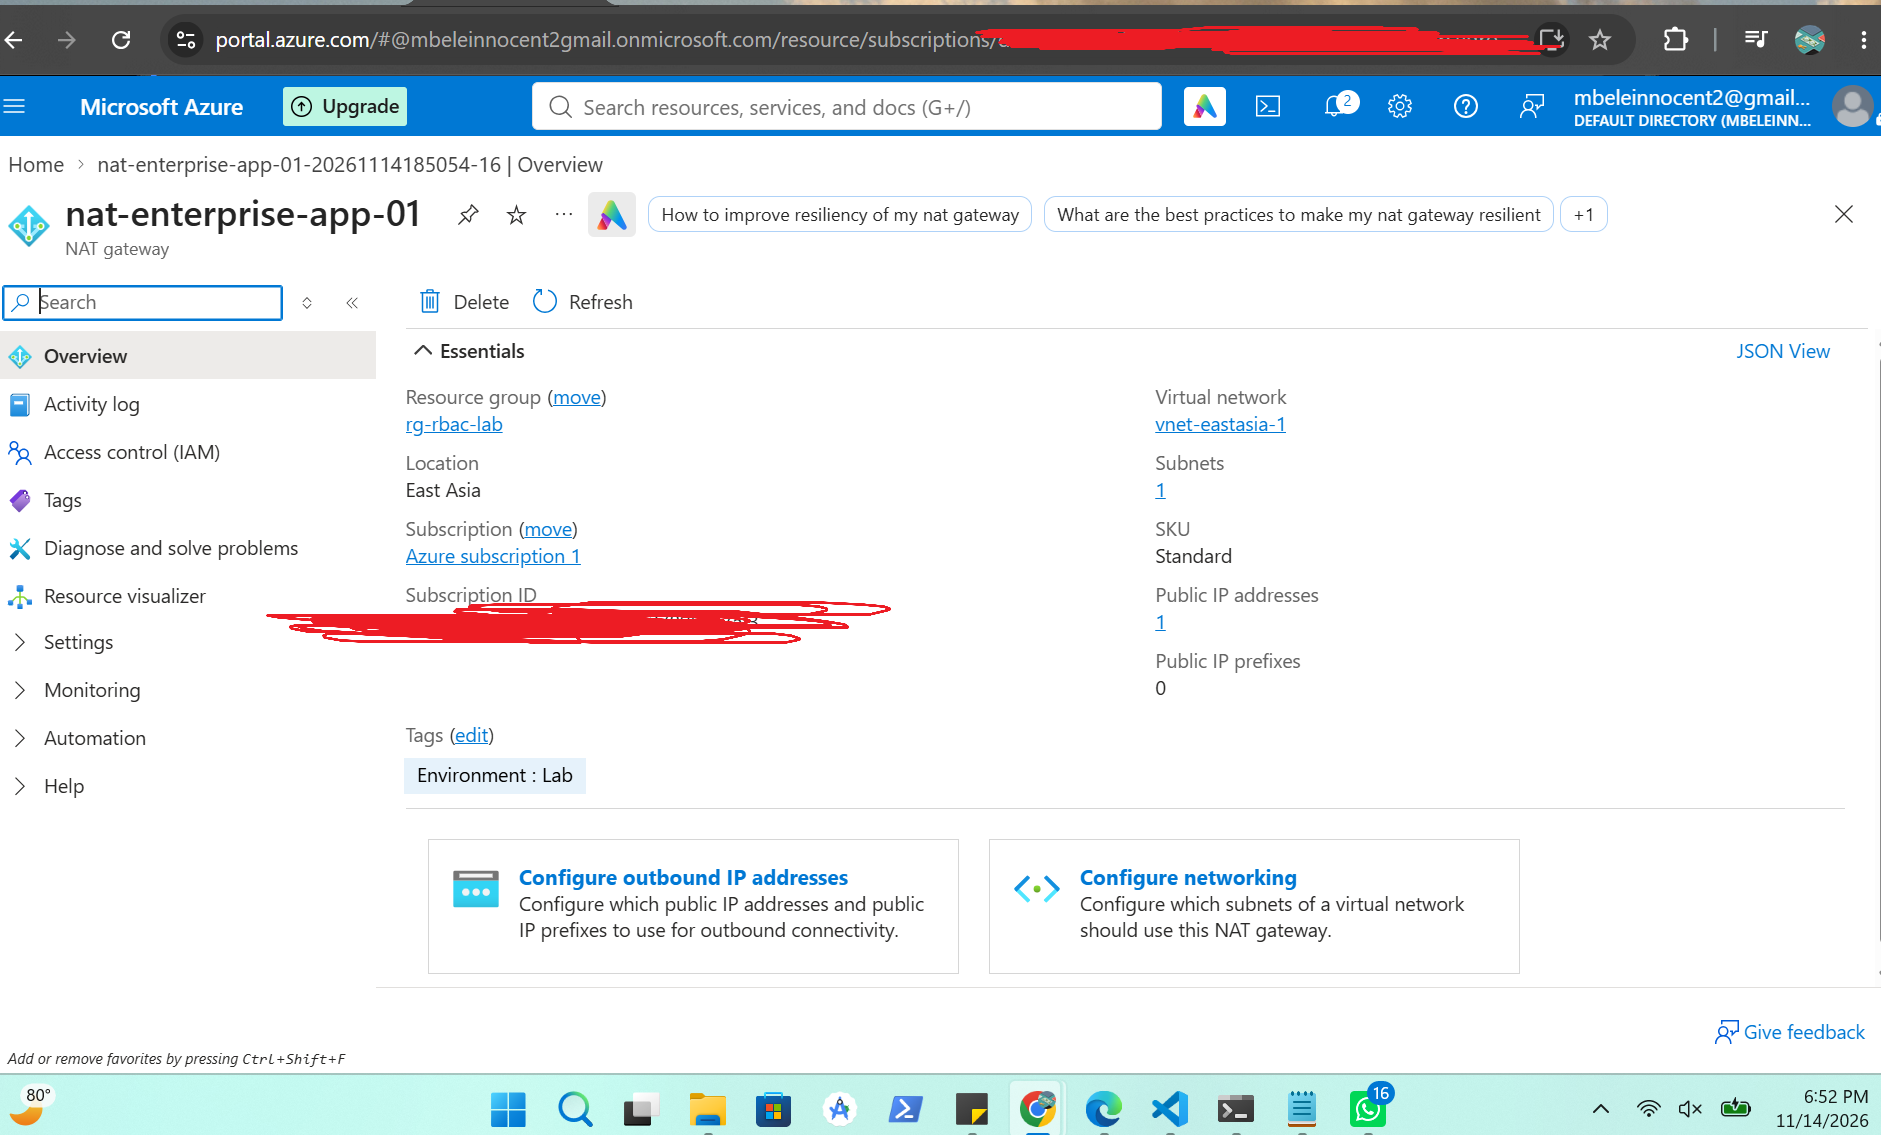 portal.azure.com/#@mbeleinnocent2gmail.onmicrosoft.com/resource/subscriptions/
Microsoft Azure
Upgrade
Search resources, services, and docs (G+/)
2
mbeleinnocent2@gmail...
DEFAULT DIRECTORY (MBELEINN...
Home > nat-enterprise-app-01-20261114185054-16 | Overview
nat-enterprise-app-01
NAT gateway
How to improve resiliency of my nat gateway
What are the best practices to make my nat gateway resilient
+1
Search
Delete
Refresh
Overview
Activity log
Access control (IAM)
Tags
Diagnose and solve problems
Resource visualizer
Settings
Monitoring
Automation
Help
Essentials
JSON View
Resource group (move)
rg-rbac-lab
Location
East Asia
Subscription (move)
Azure subscription 1
Subscription ID
Virtual network
vnet-eastasia-1
Subnets
1
SKU
Standard
Public IP addresses
1
Public IP prefixes
0
Tags (edit)
Environment : Lab
Configure outbound IP addresses
Configure which public IP addresses and public
IP prefixes to use for outbound connectivity.
Configure networking
Configure which subnets of a virtual network
should use this NAT gateway.
Give feedback
Add or remove favorites by pressing Ctrl+Shift+F
80°
16
6:52 PM
11/14/2026